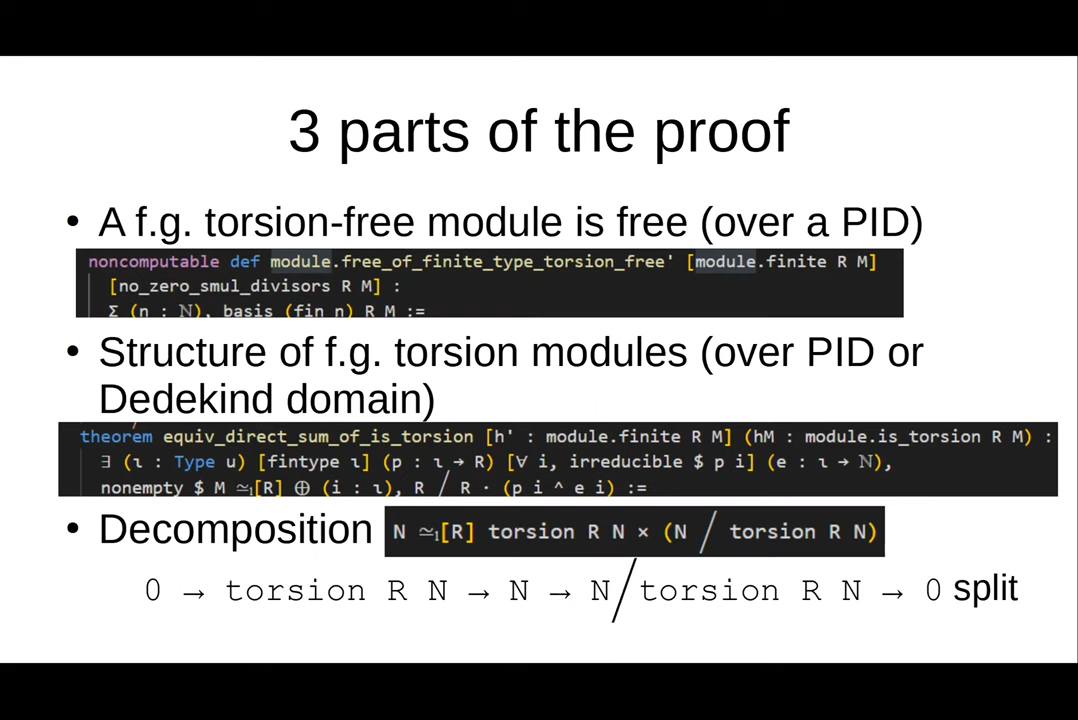 3 parts of the proof
• A f.g. torsion-free module is free (over a PID)
noncomputable def module.free_of_finite_type_torsion_free' [module.finite R M]
[no_zero_smul_divisors R M] :
Σ (n : ℕ), basis (fin n) R M :=
• Structure of f.g. torsion modules (over PID or
Dedekind domain)
theorem equiv_direct_sum_of_is_torsion [h' : module.finite R M] (hM : module.is_torsion R M) :
∃ (ι : Type u) [fintype ι] (p : ι → R) [∀ i, irreducible $ p i] (e : ι → ℕ),
nonempty $ M ≃ₗ[R] ⨁ (i : ι), R ⧸ R ∙ (p i ^ e i) :=
• Decomposition N ≃ₗ[R] torsion R N × (N ⧸ torsion R N)
0 → torsion R N → N → N⧸torsion R N → 0 split